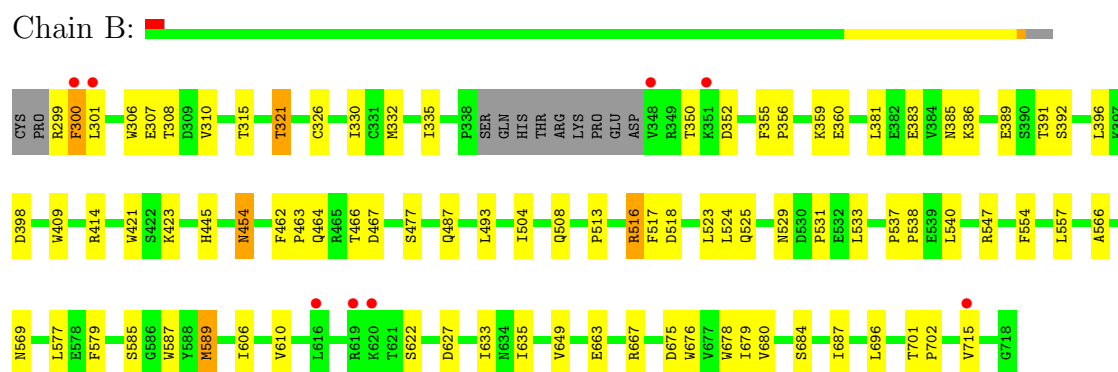 Chain B:
CYS PRO R299 F300 L301 W306 E307 T308 D309 V310 T315 T321 C326 I330 C331 M332 I335 P338 SER GLN HIS THR ARG LYS PRO GLU ASP V348 R349 T350 K351 D352 F355 P356 K359 E360 L381 E382 E383 V384 N385 K386 E389 S390 T391 S392 L396 K397
D398 W409 R414 W421 S422 K423 H445 N454 F462 P463 Q464 R465 T466 D467 S477 Q487 L493 I504 Q508 P513 R516 F517 D518 L523 L524 Q525 N529 D530 P531 E532 L533 P537 P538 E539 L540 R547 F554 L557 A566
N569 L577 E578 F579 S585 G586 W587 Y588 M589 I606 V610 L616 R619 K620 T621 S622 D627 I633 N634 I635 V649 E663 R667 D675 W676 V677 W678 I679 V680 S684 I687 L696 T701 P702 V715 G718